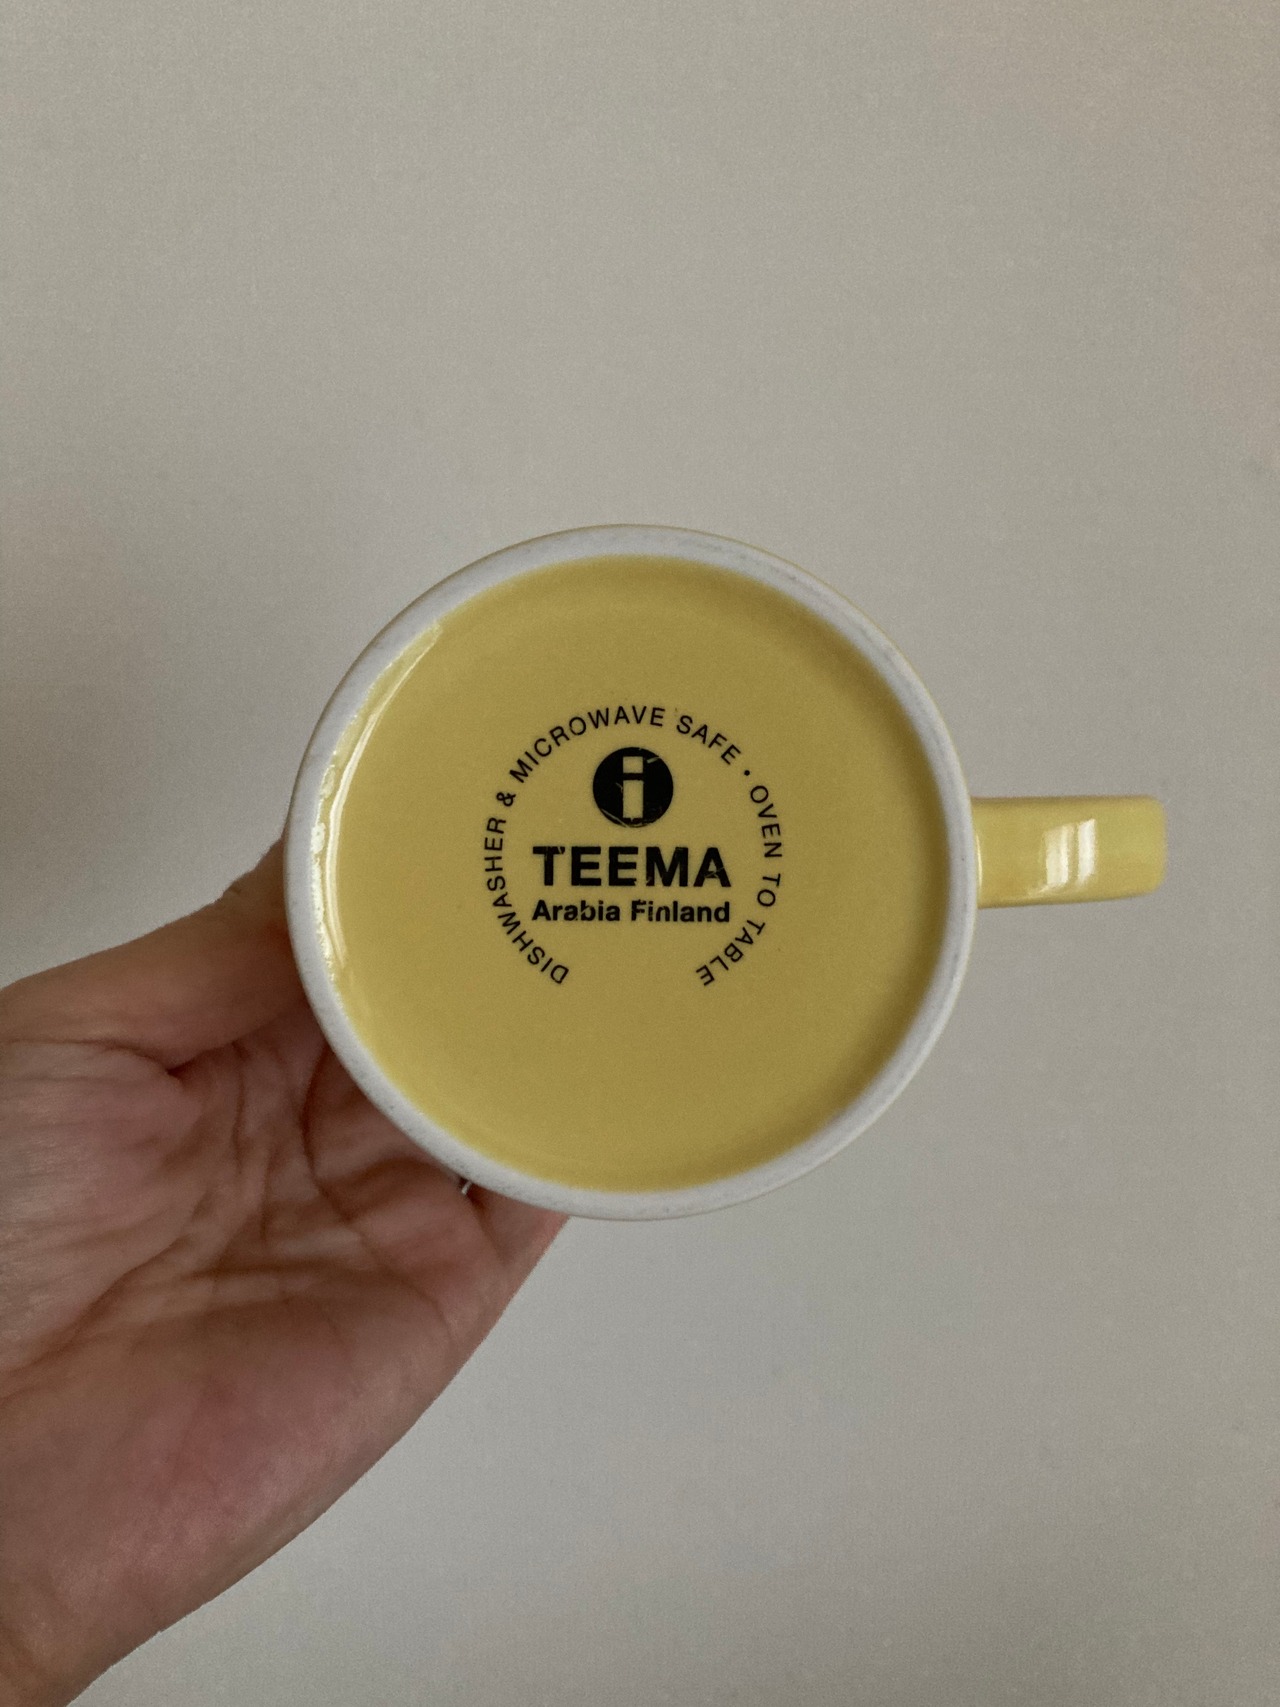 DISHWASHER & MICROWAVE SAFE • OVEN TO TABLE
i
TEEMA
Arabia Finland